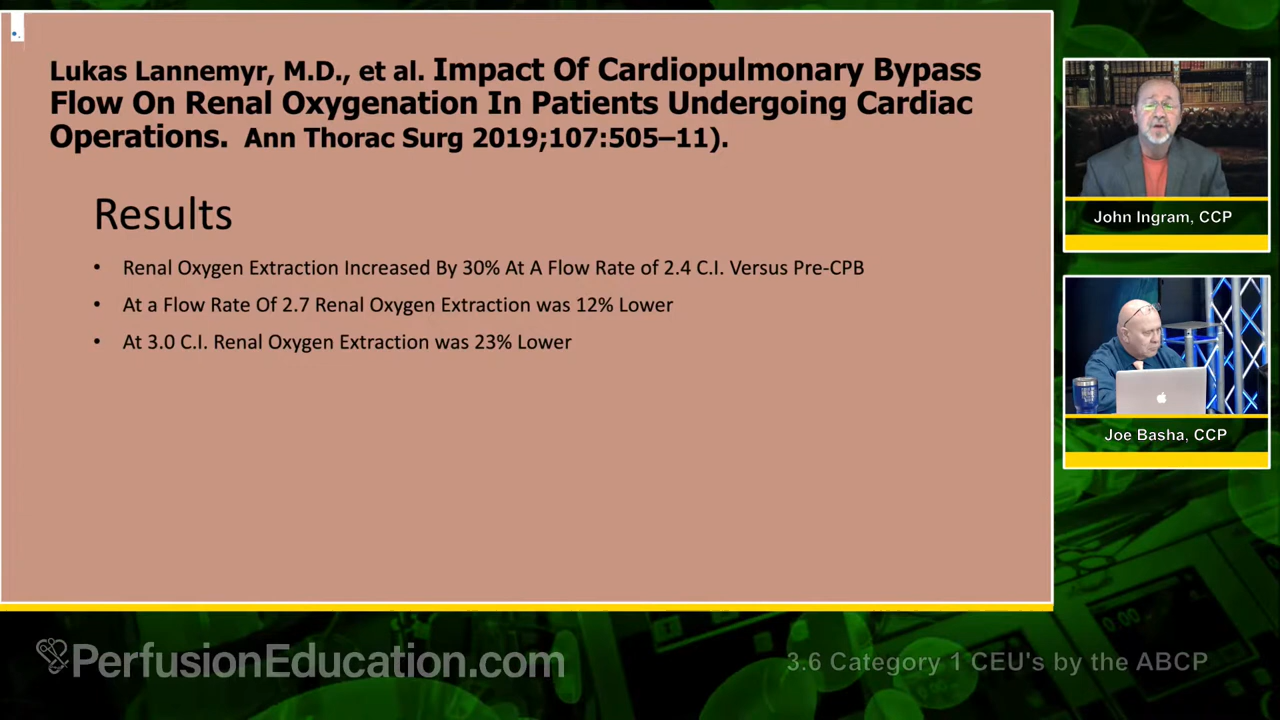 Lukas Lannemyr, M.D., et al. Impact Of Cardiopulmonary Bypass
Flow On Renal Oxygenation In Patients Undergoing Cardiac
Operations. Ann Thorac Surg 2019;107:505–11).
Results
• Renal Oxygen Extraction Increased By 30% At A Flow Rate of 2.4 C.I. Versus Pre-CPB
• At a Flow Rate Of 2.7 Renal Oxygen Extraction was 12% Lower
• At 3.0 C.I. Renal Oxygen Extraction was 23% Lower
John Ingram, CCP
Joe Basha, CCP
PerfusionEducation.com
3.6 Category 1 CEU's by the ABCP
0.00